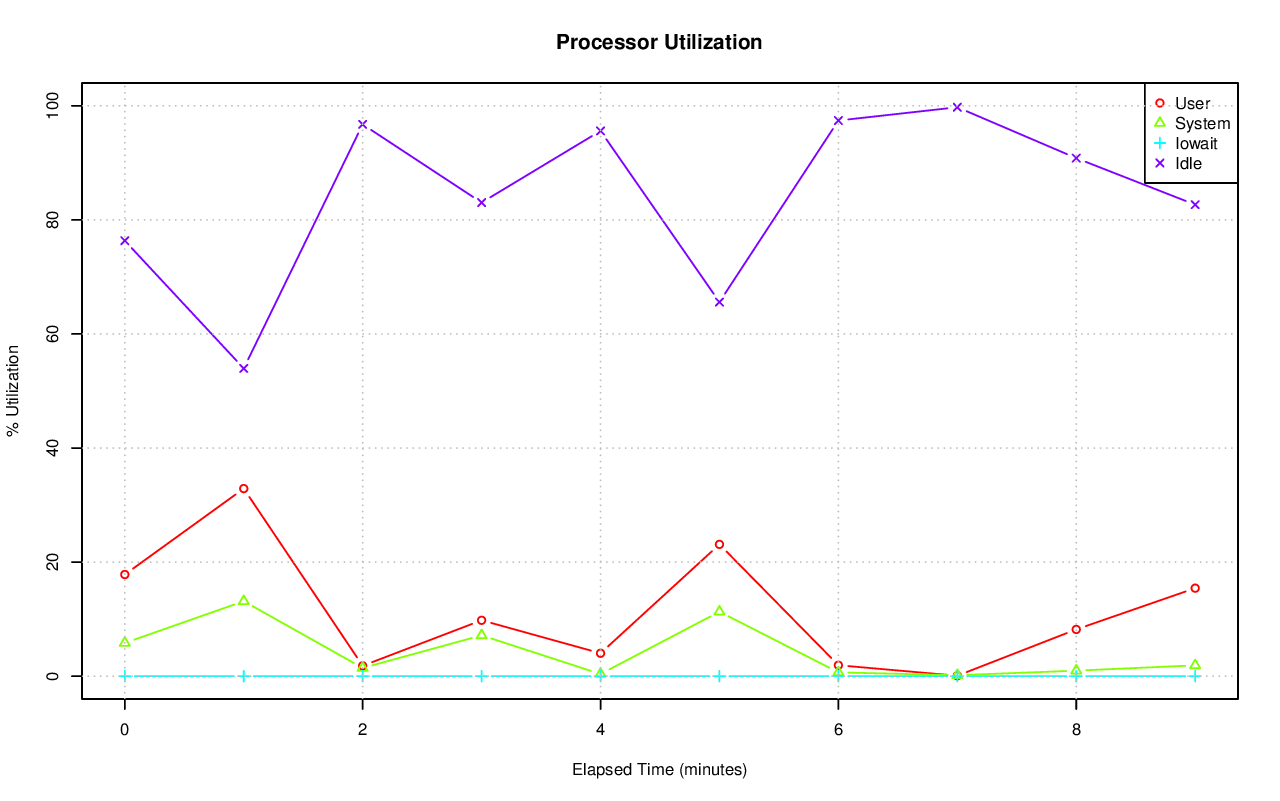 Processor Utilization
User
System
Iowait
Idle
% Utilization
100
80
60
40
20
0
0 2 4 6 8
Elapsed Time (minutes)